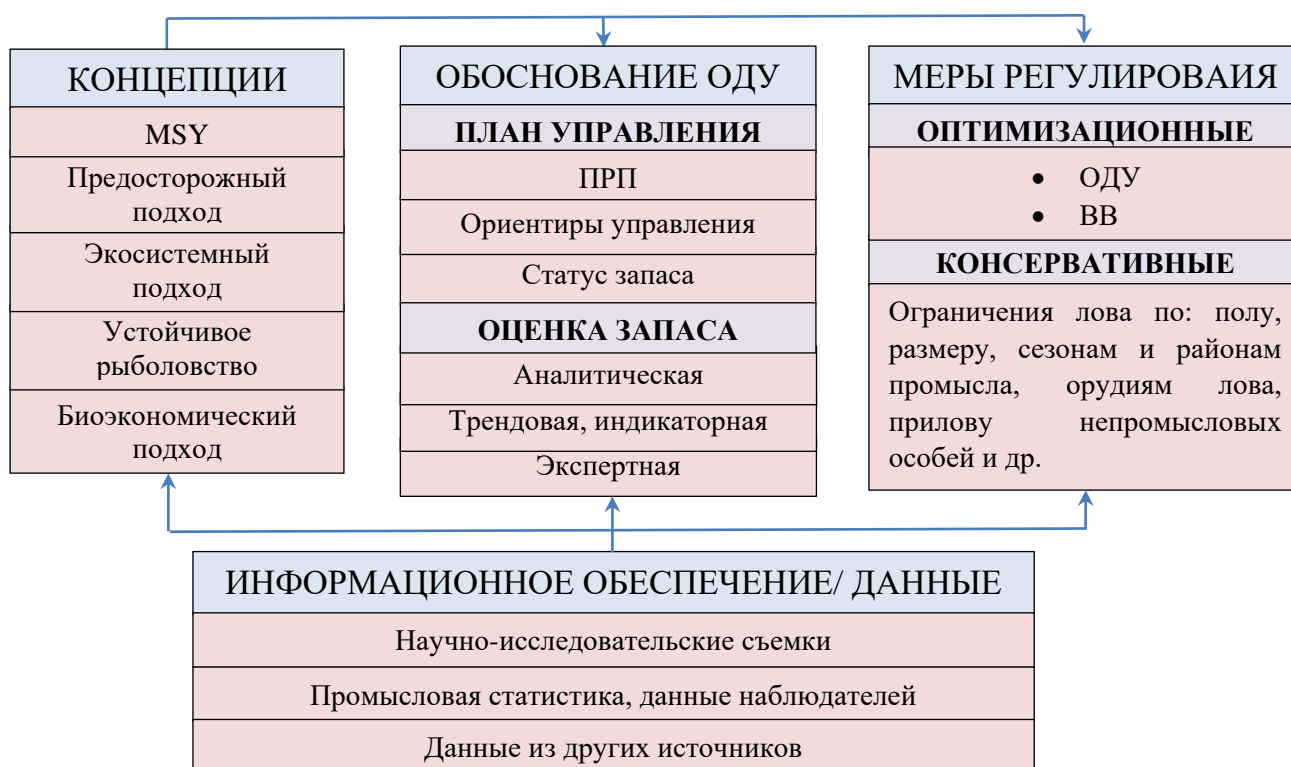 КОНЦЕПЦИИ
MSY
Предосторожный
подход
Экосистемный
подход
Устойчивое
рыболовство
Биоэкономический
подход
ОБОСНОВАНИЕ ОДУ
ПЛАН УПРАВЛЕНИЯ
ПРП
Ориентиры управления
Статус запаса
ОЦЕНКА ЗАПАСА
Аналитическая
Трендовая, индикаторная
Экспертная
МЕРЫ РЕГУЛИРОВАИЯ
ОПТИМИЗАЦИОННЫЕ
• ОДУ
• ВВ
КОНСЕРВАТИВНЫЕ
Ограничения лова по: полу,
размеру, сезонам и районам
промысла, орудиям лова,
прилову непромысловых
особей и др.
ИНФОРМАЦИОННОЕ ОБЕСПЕЧЕНИЕ/ ДАННЫЕ
Научно-исследовательские съемки
Промысловая статистика, данные наблюдателей
Данные из других источников